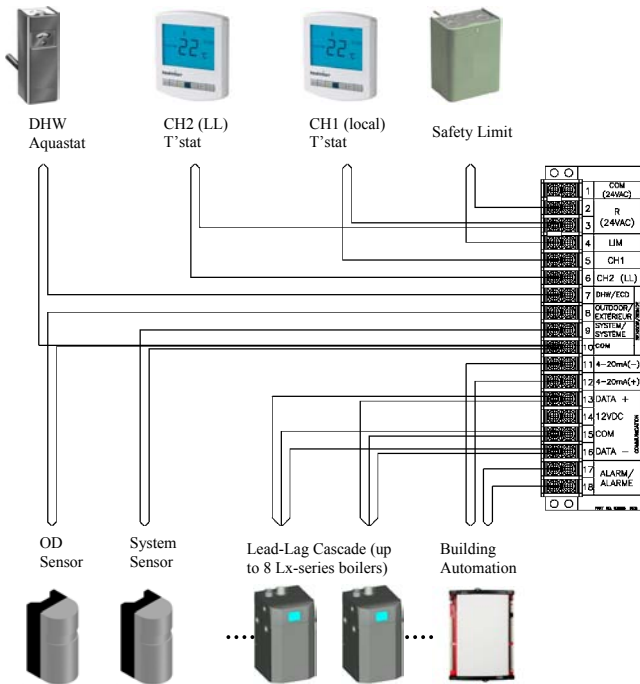 DHW
Aquastat
CH2 (LL)
T'stat
CH1 (local)
T'stat
Safety Limit
1 COM
(24VAC)
2
R
(24VAC)
3
4 LIM
5 CH1
6 CH2 (LL)
7 DHW/ECD
8 OUTDOOR/
EXTÉRIEUR
9 SYSTEM/
SYSTÈME
10 COM
11 4-20mA(-)
12 4-20mA(+)
13 DATA +
14 12VDC
15 COM
16 DATA -
COMMUNICATION
17
ALARM/
ALARME
18
OD
Sensor
System
Sensor
Lead-Lag Cascade (up
to 8 Lx-series boilers)
Building
Automation
22
22